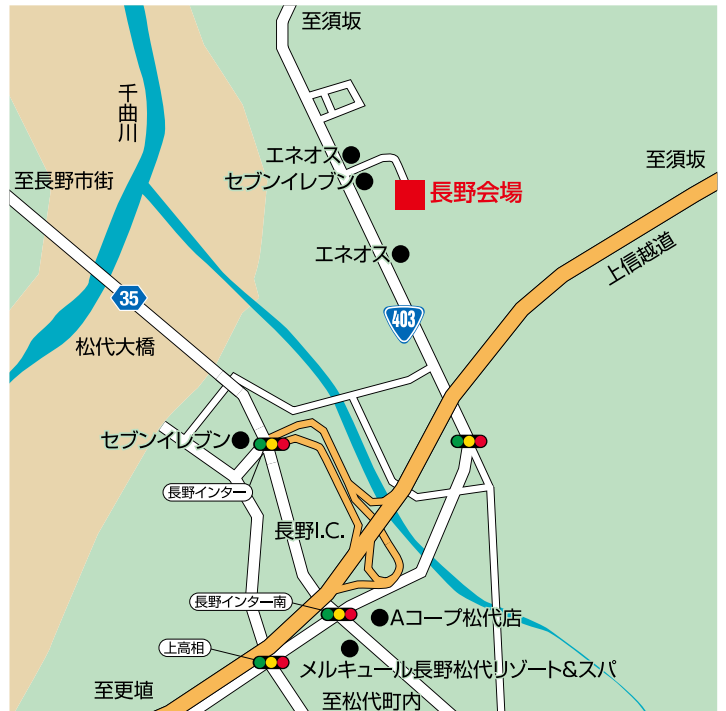 至須坂
千曲川
エネオス
至須坂
至長野市街
セブンイレブン
長野会場
エネオス
上信越道
35
403
松代大橋
セブンイレブン
長野インター
長野I.C.
長野インター南
Aコープ松代店
上高相
メルキュール長野松代リゾート&スパ
至更埴
至松代町内